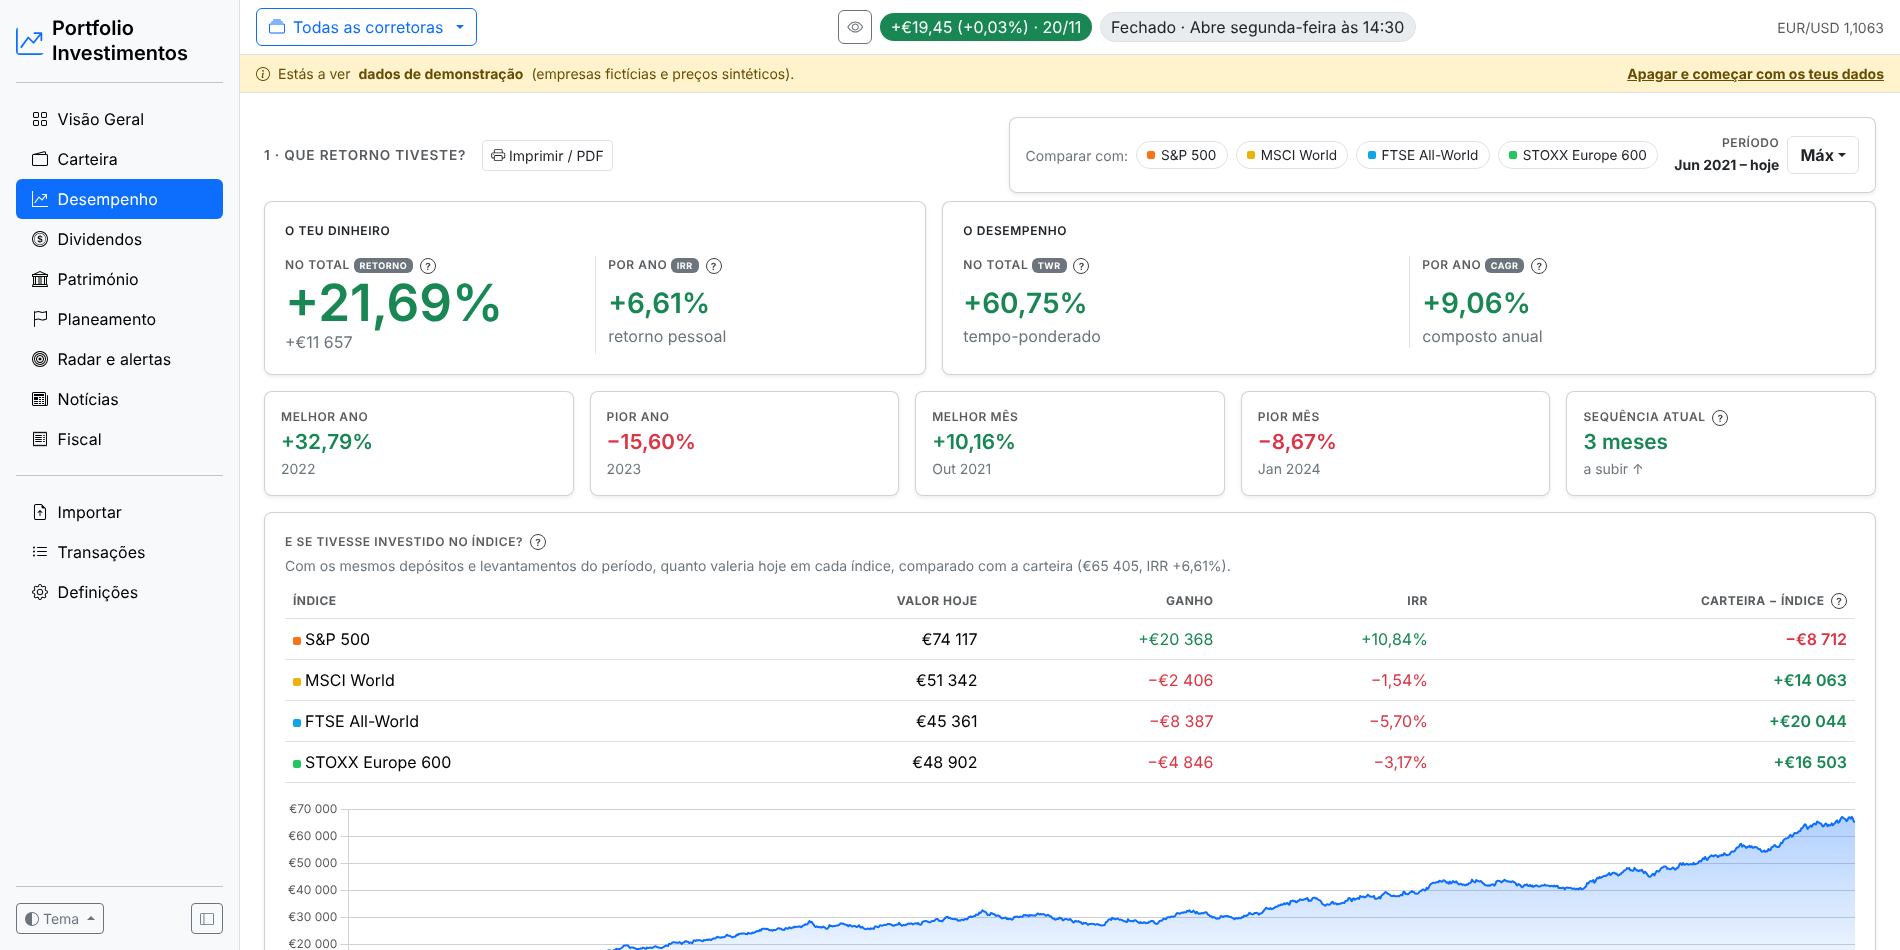 Portfolio
Investimentos
Visão Geral
Carteira
Desempenho
Dividendos
Património
Planeamento
Radar e alertas
Notícias
Fiscal
Importar
Transações
Definições
Tema
Todas as corretoras
+€19,45 (+0,03%) · 20/11
Fechado · Abre segunda-feira às 14:30
EUR/USD 1,1063
Estás a ver dados de demonstração (empresas fictícias e preços sintéticos).
Apagar e começar com os teus dados
1 · QUE RETORNO TIVESTE?
Imprimir / PDF
Comparar com:
S&P 500
MSCI World
FTSE All-World
STOXX Europe 600
PERÍODO
Jun 2021 – hoje
Máx
O TEU DINHEIRO
NO TOTAL RETORNO ?
+21,69%
+€11 657
POR ANO IRR ?
+6,61%
retorno pessoal
O DESEMPENHO
NO TOTAL TWR ?
+60,75%
tempo-ponderado
POR ANO CAGR ?
+9,06%
composto anual
MELHOR ANO
+32,79%
2022
PIOR ANO
−15,60%
2023
MELHOR MÊS
+10,16%
Out 2021
PIOR MÊS
−8,67%
Jan 2024
SEQUÊNCIA ATUAL ?
3 meses
a subir ↑
E SE TIVESSE INVESTIDO NO ÍNDICE? ?
Com os mesmos depósitos e levantamentos do período, quanto valeria hoje em cada índice, comparado com a carteira (€65 405, IRR +6,61%).
ÍNDICE VALOR HOJE GANHO IRR CARTEIRA − ÍNDICE ?
S&P 500 €74 117 +€20 368 +10,84% −€8 712
MSCI World €51 342 −€2 406 −1,54% +€14 063
FTSE All-World €45 361 −€8 387 −5,70% +€20 044
STOXX Europe 600 €48 902 −€4 846 −3,17% +€16 503
€70 000
€60 000
€50 000
€40 000
€30 000
€20 000